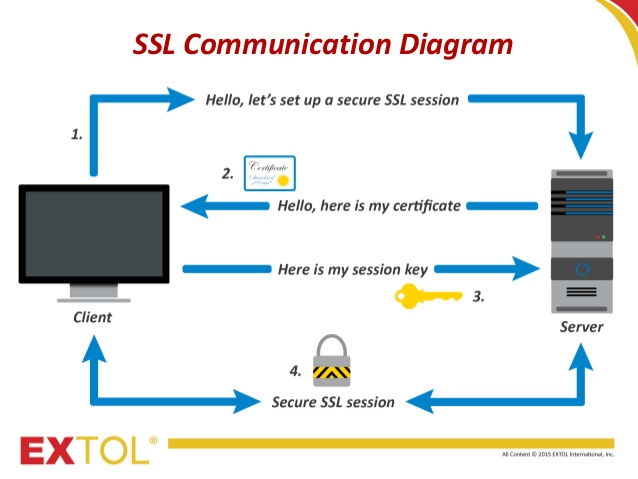 SSL Communication Diagram
Hello, let's set up a secure SSL session
1.
2.
Certificate
Hello, here is my certificate
Here is my session key
3.
Client
Server
4.
Secure SSL session
EXTOL®
All Content © 2015 EXTOL International, Inc.